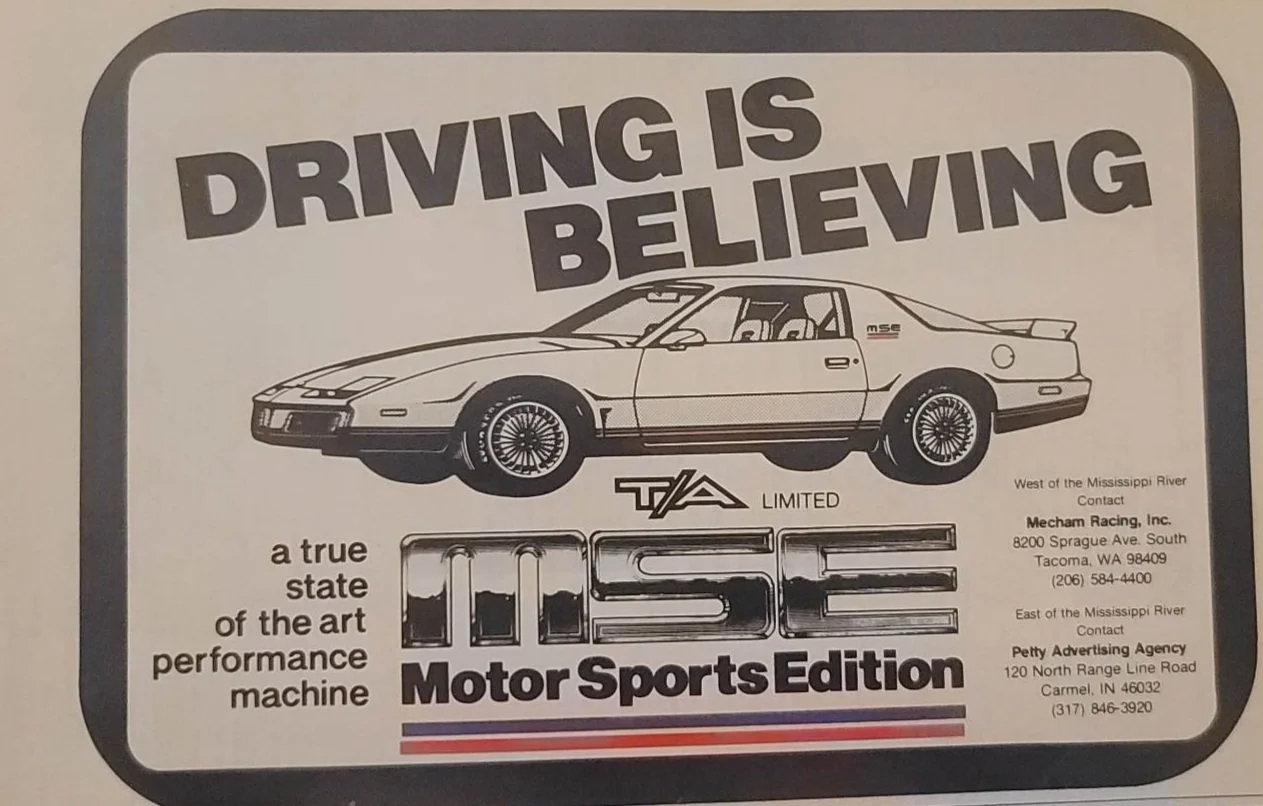 DRIVING IS
BELIEVING
mse
T/A LIMITED
a true
state
of the art
performance
machine
MSE
Motor Sports Edition
West of the Mississippi River
Contact
Mecham Racing, Inc.
8200 Sprague Ave. South
Tacoma, WA 98409
(206) 584-4400
East of the Mississippi River
Contact
Petty Advertising Agency
120 North Range Line Road
Carmel, IN 46032
(317) 846-3920